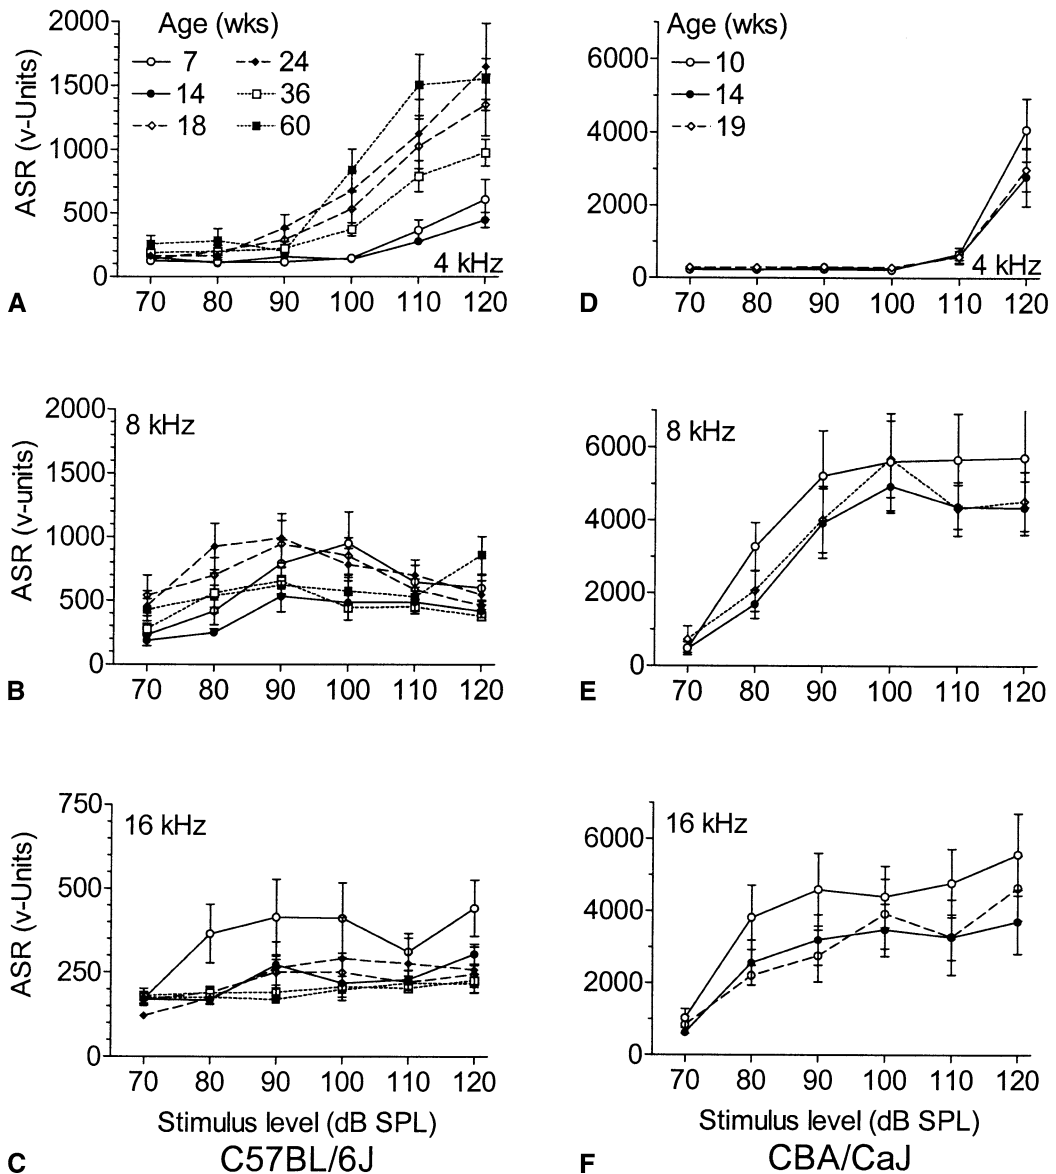 2000
Age (wks)
7
24
14
36
18
60
1500
1000
500
0
ASR (v-Units)
4 kHz
70 80 90 100 110 120
A
6000
Age (wks)
10
14
19
4000
2000
0
4 kHz
70 80 90 100 110 120
D
2000
8 kHz
1500
1000
500
0
ASR (v-units)
70 80 90 100 110 120
B
6000
8 kHz
4000
2000
0
70 80 90 100 110 120
E
750
16 kHz
500
250
0
ASR (v-Units)
70 80 90 100 110 120
Stimulus level (dB SPL)
C
C57BL/6J
6000
16 kHz
4000
2000
0
70 80 90 100 110 120
Stimulus level (dB SPL)
F
CBA/CaJ